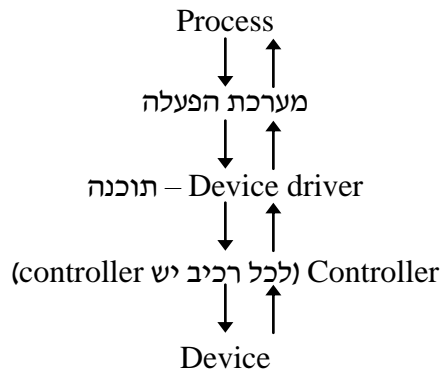 Process
מערכת הפעלה
תוכנה – Device driver
Controller (לכל רכיב יש controller)
Device